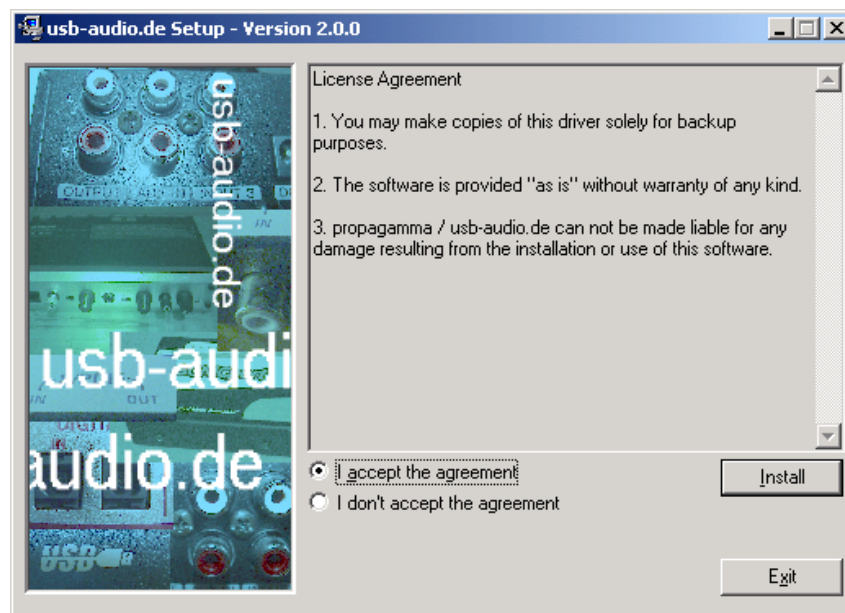 usb-audio.de Setup - Version 2.0.0
usb-audio.de
OUT
usb-audi
audio.de
USB
License Agreement
1. You may make copies of this driver solely for backup
purposes.
2. The software is provided "as is" without warranty of any kind.
3. propagamma / usb-audio.de can not be made liable for any
damage resulting from the installation or use of this software.
I accept the agreement
I don't accept the agreement
Install
Exit